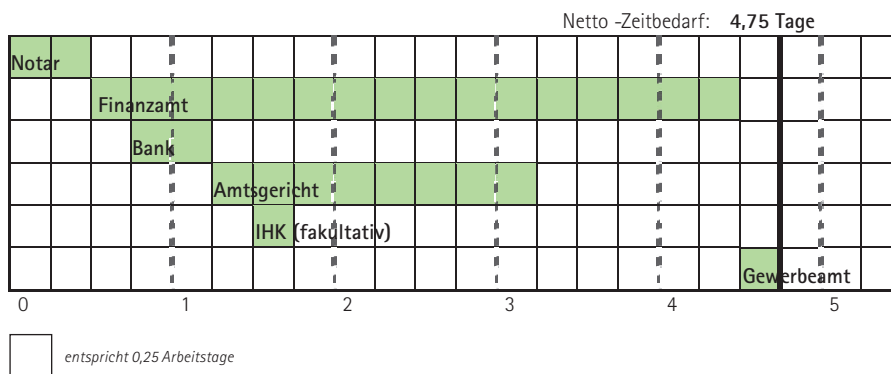 Netto -Zeitbedarf: 4,75 Tage
Notar
Finanzamt
Bank
Amtsgericht
IHK (fakultativ)
Gewerbeamt
0 1 2 3 4 5
entspricht 0,25 Arbeitstage